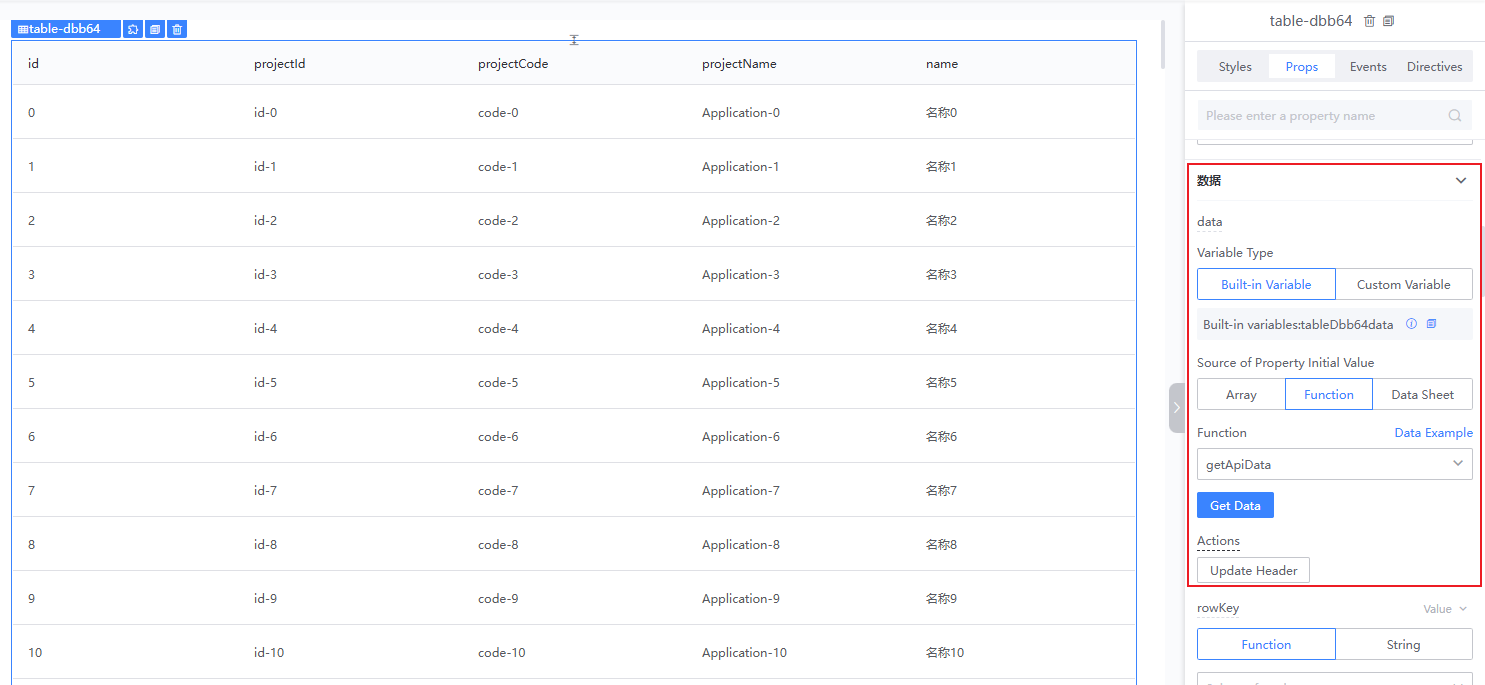 table-dbb64
id projectId projectCode projectName name
0 id-0 code-0 Application-0 名称0
1 id-1 code-1 Application-1 名称1
2 id-2 code-2 Application-2 名称2
3 id-3 code-3 Application-3 名称3
4 id-4 code-4 Application-4 名称4
5 id-5 code-5 Application-5 名称5
6 id-6 code-6 Application-6 名称6
7 id-7 code-7 Application-7 名称7
8 id-8 code-8 Application-8 名称8
9 id-9 code-9 Application-9 名称9
10 id-10 code-10 Application-10 名称10
table-dbb64
Styles Props Events Directives
Please enter a property name
数据
data
Variable Type
Built-in Variable Custom Variable
Built-in variables:tableDbb64data
Source of Property Initial Value
Array Function Data Sheet
Function Data Example
getApiData
Get Data
Actions
Update Header
rowKey Value
Function String